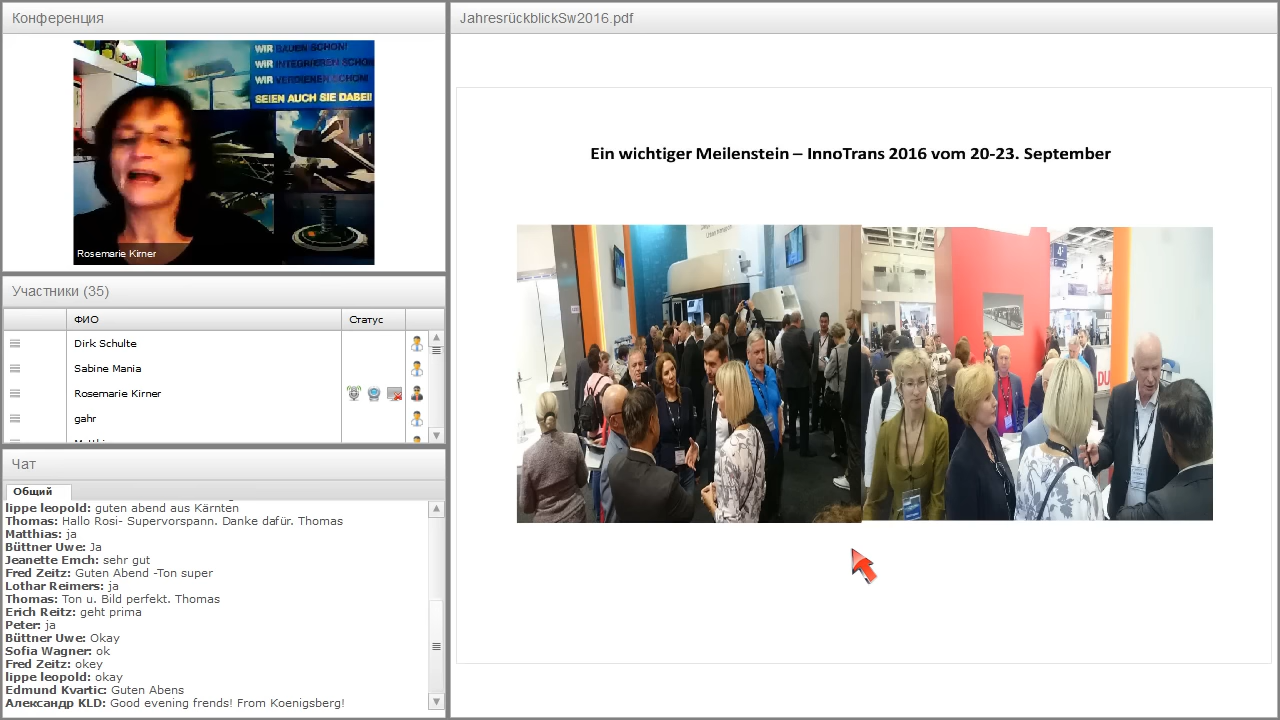 Конференция
WIR BAUEN SCHON!
WIR INTEGRIEREN SCHON
WIR VERDIENEN SCHON!
SEIEN AUCH SIE DABEI!
Rosemarie Kirner
Участники (35)
ФИО Статус
Dirk Schulte
Sabine Mania
Rosemarie Kirner
gahr
Чат
Общий
lippe leopold: guten abend aus Kärnten
Thomas: Hallo Rosi- Supervorspann. Danke dafür. Thomas
Matthias: ja
Büttner Uwe: Ja
Jeanette Emch: sehr gut
Fred Zeitz: Guten Abend -Ton super
Lothar Reimers: ja
Thomas: Ton u. Bild perfekt. Thomas
Erich Reitz: geht prima
Peter: ja
Büttner Uwe: Okay
Sofia Wagner: ok
Fred Zeitz: okey
lippe leopold: okay
Edmund Kvartic: Guten Abens
Александр KLD: Good evening frends! From Koenigsberg!
JahresrückblickSw2016.pdf
Ein wichtiger Meilenstein – InnoTrans 2016 vom 20-23. September